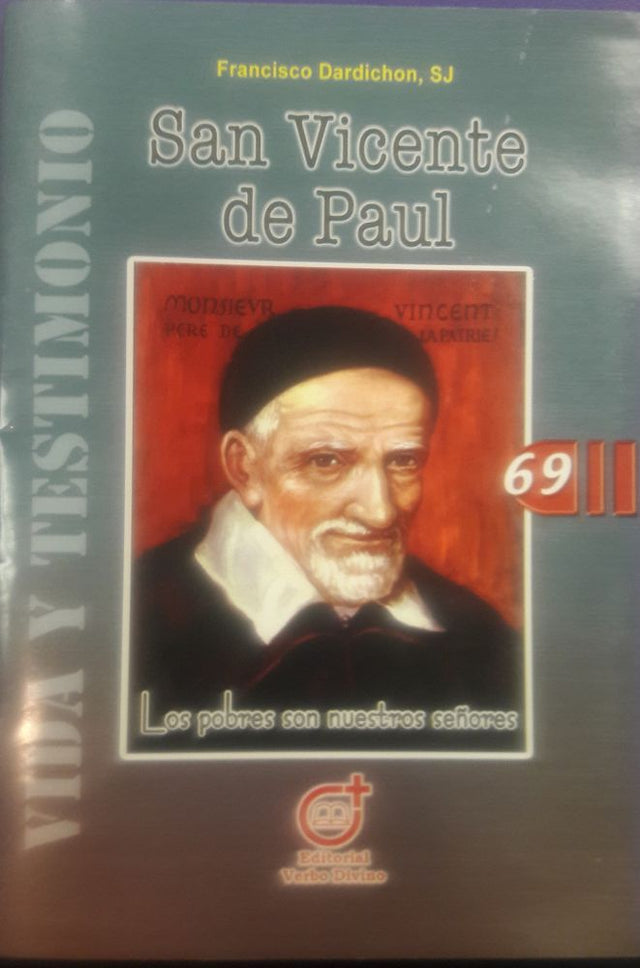 Francisco Dardichon, SJ
San Vicente
de Paul
VIDA Y TESTIMONIO
MONSIEVR VINCENT
PERE DE LA PATRIE
69
Los pobres son nuestros señores
Editorial
Verbo Divino